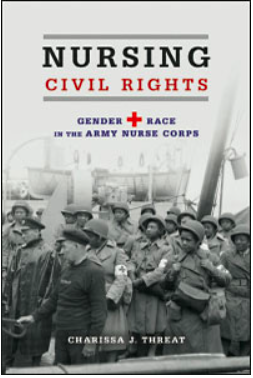 NURSING
CIVIL RIGHTS
GENDER + RACE
IN THE ARMY NURSE CORPS
CHARISSA J. THREAT